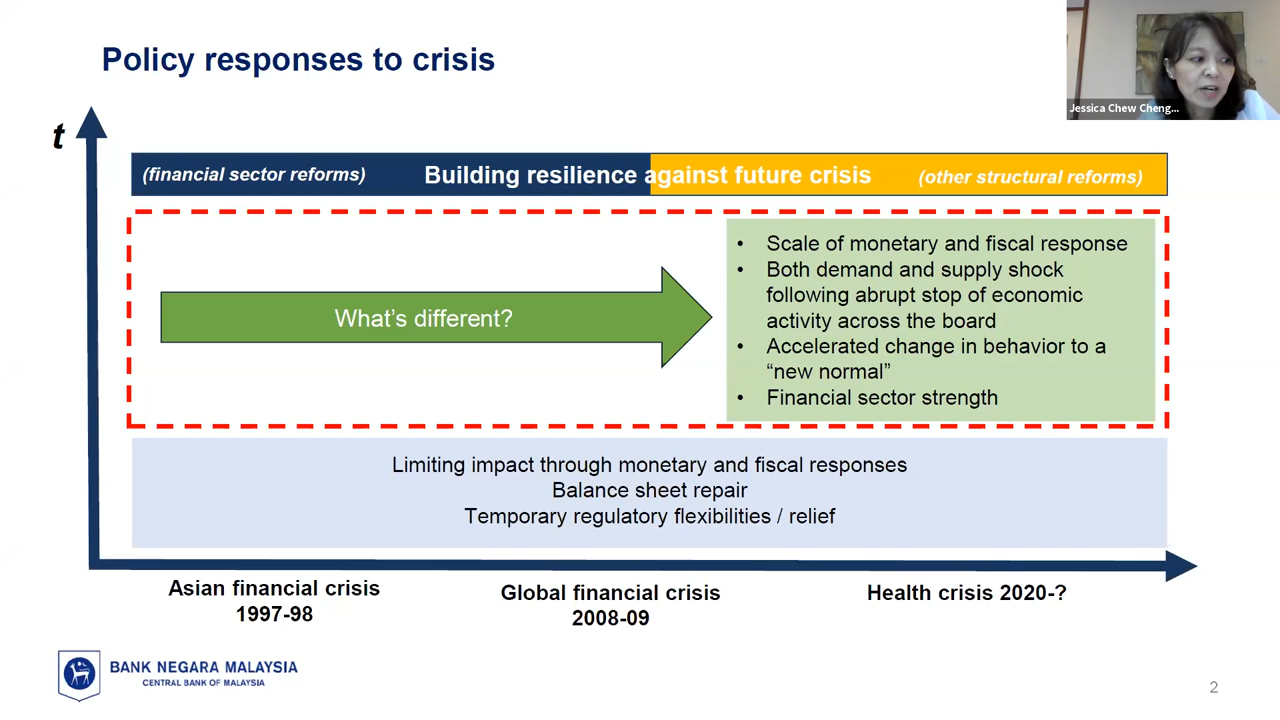 Policy responses to crisis
Jessica Chew Cheng...
t
(financial sector reforms) Building resilience against future crisis (other structural reforms)
What's different?
• Scale of monetary and fiscal response
• Both demand and supply shock
following abrupt stop of economic
activity across the board
• Accelerated change in behavior to a
“new normal”
• Financial sector strength
Limiting impact through monetary and fiscal responses
Balance sheet repair
Temporary regulatory flexibilities / relief
Asian financial crisis
1997-98
Global financial crisis
2008-09
Health crisis 2020-?
BANK NEGARA MALAYSIA
CENTRAL BANK OF MALAYSIA
2